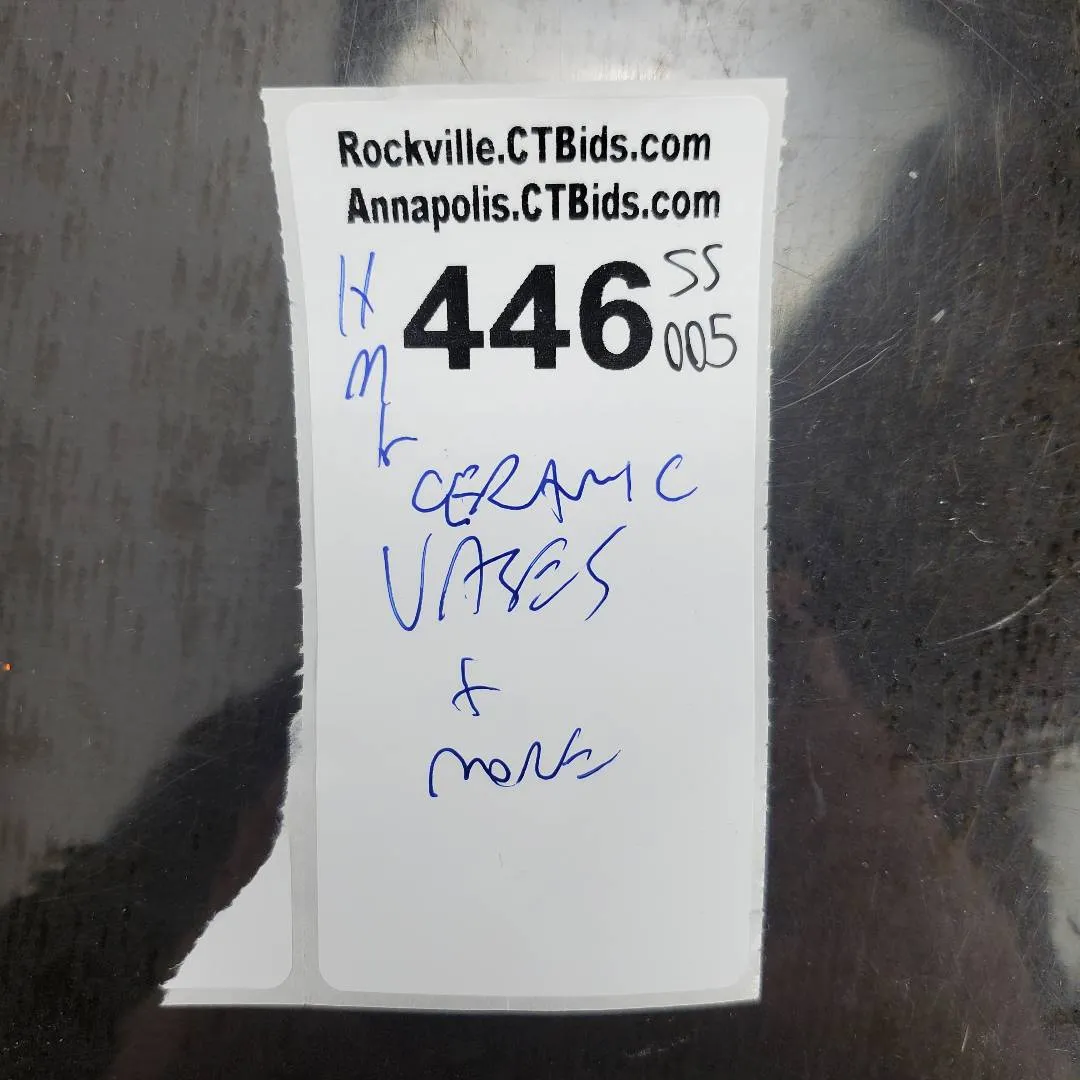 Rockville.CTBids.com
Annapolis.CTBids.com
H 446 SS
M 005
CERAMIC
VASES
+
MORE